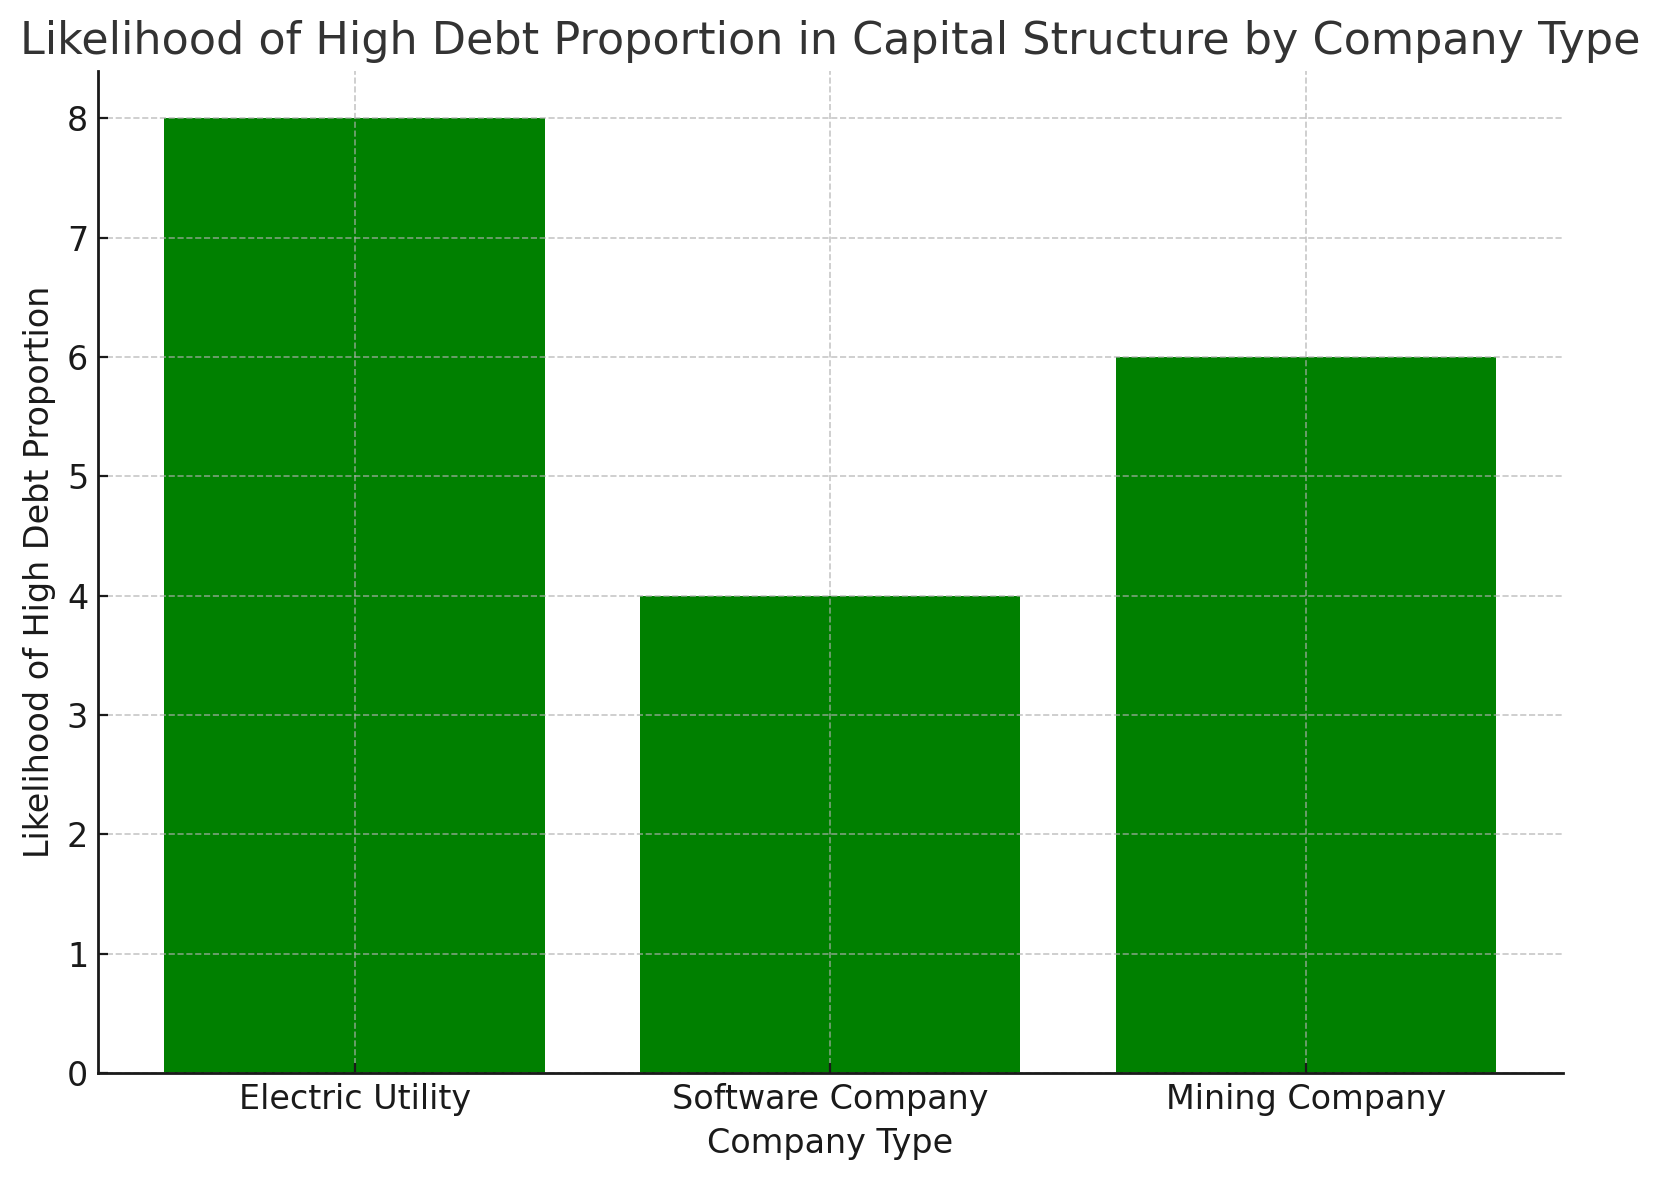 Likelihood of High Debt Proportion in Capital Structure by Company Type
Likelihood of High Debt Proportion
8
7
6
5
4
3
2
1
0
Electric Utility
Software Company
Mining Company
Company Type